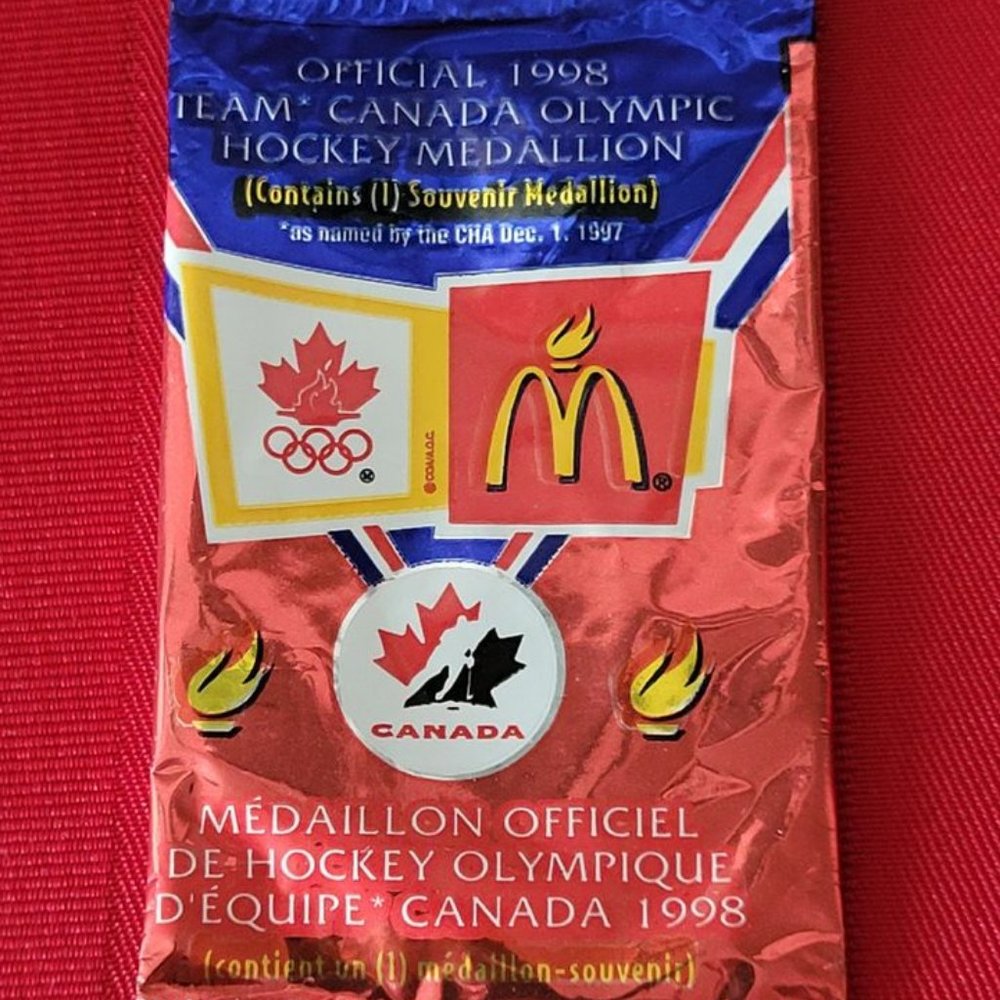 OFFICIAL 1998
TEAM* CANADA OLYMPIC
HOCKEY MEDALLION
(Contains (1) Souvenir Medallion)
*as named by the CHA Dec. 1, 1997
®
®
CANADA
MÉDAILLON OFFICIEL
DE HOCKEY OLYMPIQUE
D'ÉQUIPE* CANADA 1998
(contient un (1) médaillon-souvenir)